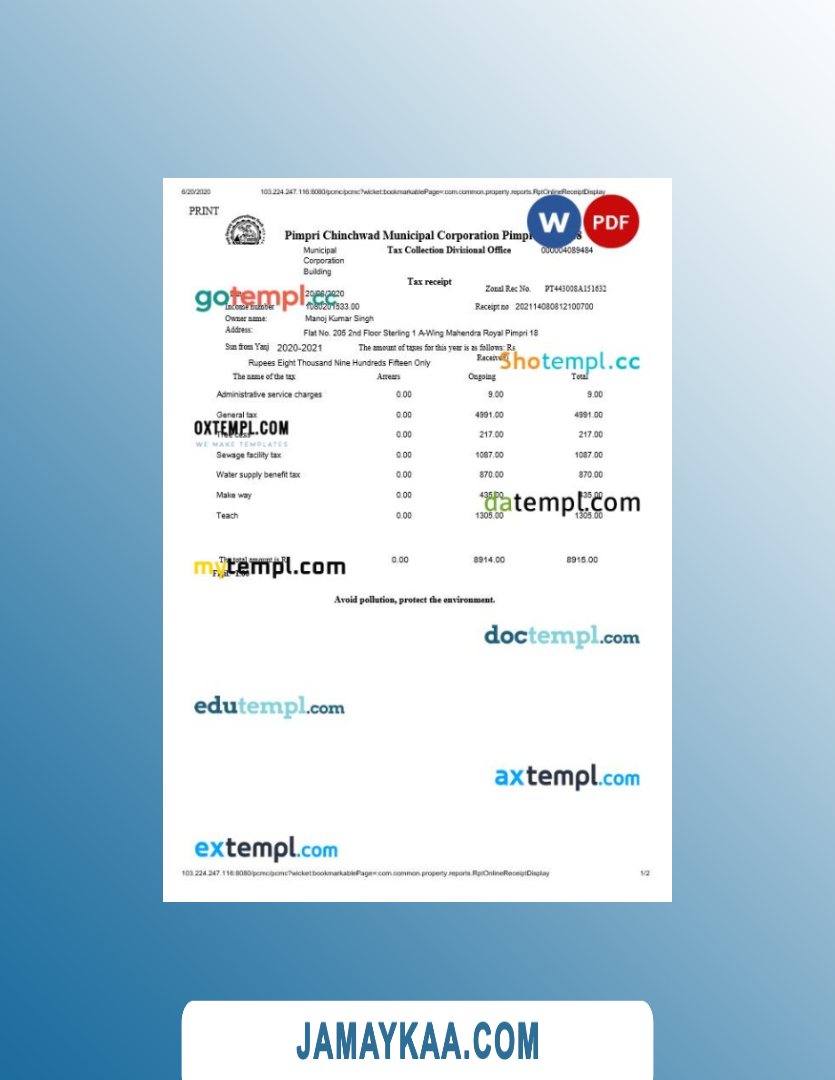 6/20/2020 103.224.247.116:8080/pcmc/pcmc?wicket:bookmarkablePage=:com.common.property.reports.RptOnlineReceiptDisplay
PRINT
W PDF
Pimpri Chinchwad Municipal Corporation
Municipal Tax Collection Divisional Office 000004089484
Corporation
Building
Tax receipt
Zonal Rec No. PT443008A151632
gotempl.cc 20/06/2020
Income number 1080201533.00 Receipt no 202114080812100700
Owner name: Manoj Kumar Singh
Address: Flat No. 205 2nd Floor Sterling 1 A-Wing Mahendra Royal Pimpri 18
Sun from Yanj 2020-2021 The amount of taxes for this year is as follows: Rs
Rupees Eight Thousand Nine Hundreds Fifteen Only
Shotempl.cc
The name of the tax Arrears Ongoing Total
Administrative service charges 0.00 9.00 9.00
General tax 0.00 4991.00 4991.00
OXTEMPL.COM
0.00 217.00 217.00
WE MAKE TEMPLATES
Sewage facility tax 0.00 1087.00 1087.00
Water supply benefit tax 0.00 870.00 870.00
Make way 0.00 435.00 435.00
datempl.com
Teach 0.00 1305.00 1305.00
The total amount is 0.00 8914.00 8915.00
mytempl.com
Avoid pollution, protect the environment.
doctempl.com
edutempl.com
axtempl.com
extempl.com
103.224.247.116:8080/pcmc/pcmc?wicket:bookmarkablePage=:com.common.property.reports.RptOnlineReceiptDisplay 1/2
JAMAYKAA.COM